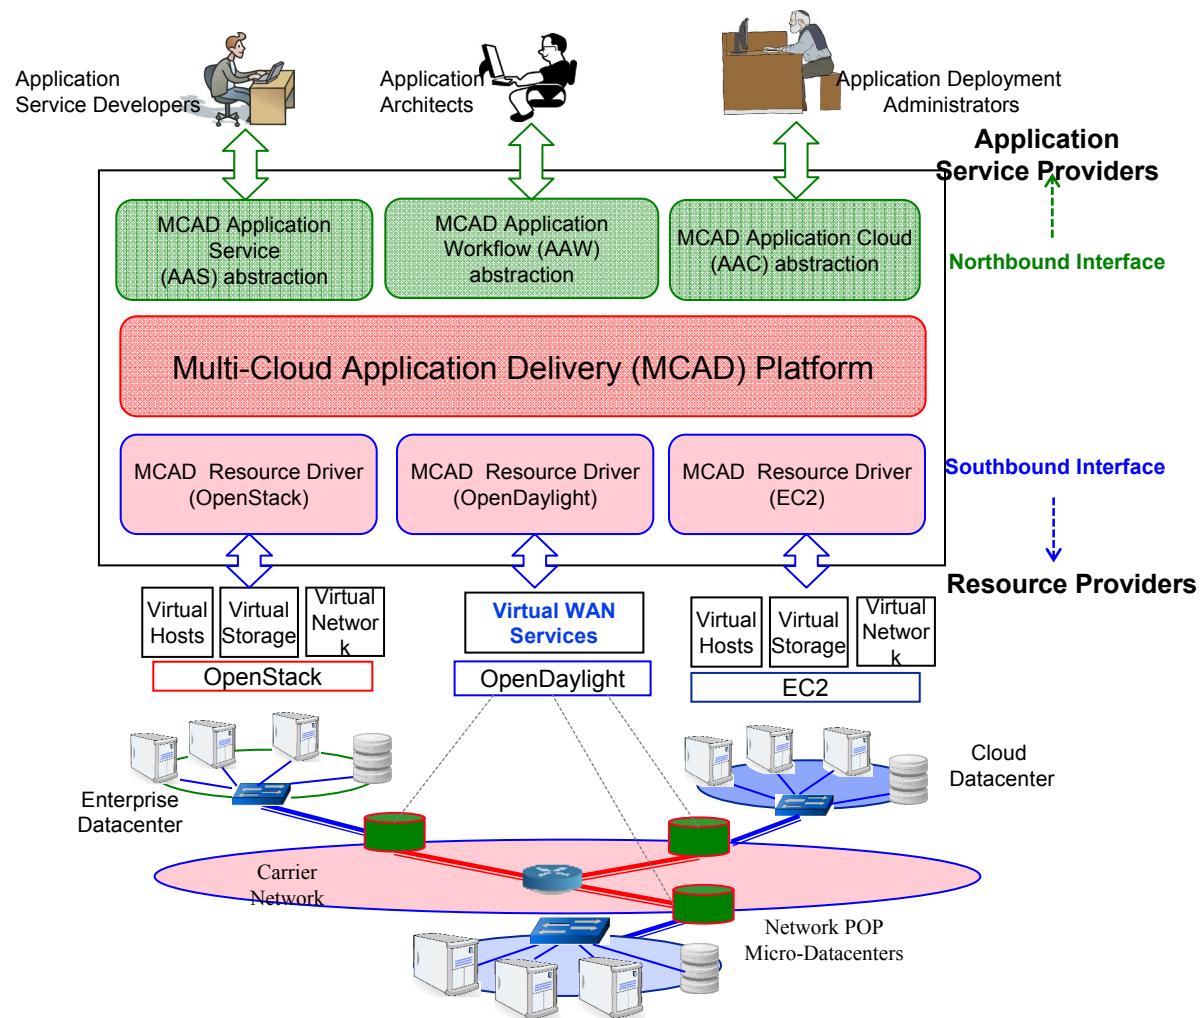 Application
Service Developers
Application
Architects
Application Deployment
Administrators
Application
Service Providers
MCAD Application
Service
(AAS) abstraction
MCAD Application
Workflow (AAW)
abstraction
MCAD Application Cloud
(AAC) abstraction
Northbound Interface
Multi-Cloud Application Delivery (MCAD) Platform
MCAD Resource Driver
(OpenStack)
MCAD Resource Driver
(OpenDaylight)
MCAD Resource Driver
(EC2)
Southbound Interface
Resource Providers
Virtual
Hosts
Virtual
Storage
Virtual
Networ
k
OpenStack
Virtual WAN
Services
OpenDaylight
Virtual
Hosts
Virtual
Storage
Virtual
Networ
k
EC2
Enterprise
Datacenter
Cloud
Datacenter
Carrier
Network
Network POP
Micro-Datacenters